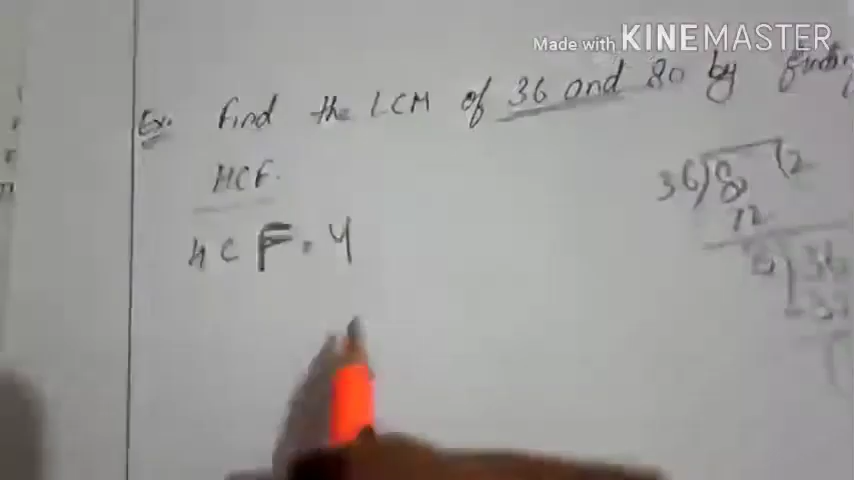 Made with KINEMASTER
Ex. Find the LCM of 36 and 80 by
HCF.
HCF. 4
36)80(2
72
36